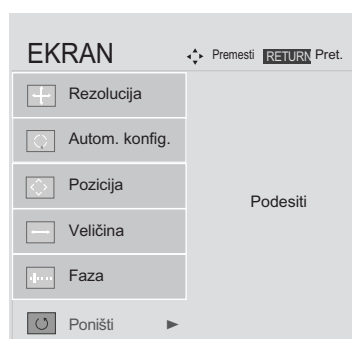 EKRAN Premesti RETURN Pret.
Rezolucija
Autom. konfig.
Pozicija
Podesiti
Veličina
Faza
Poništi